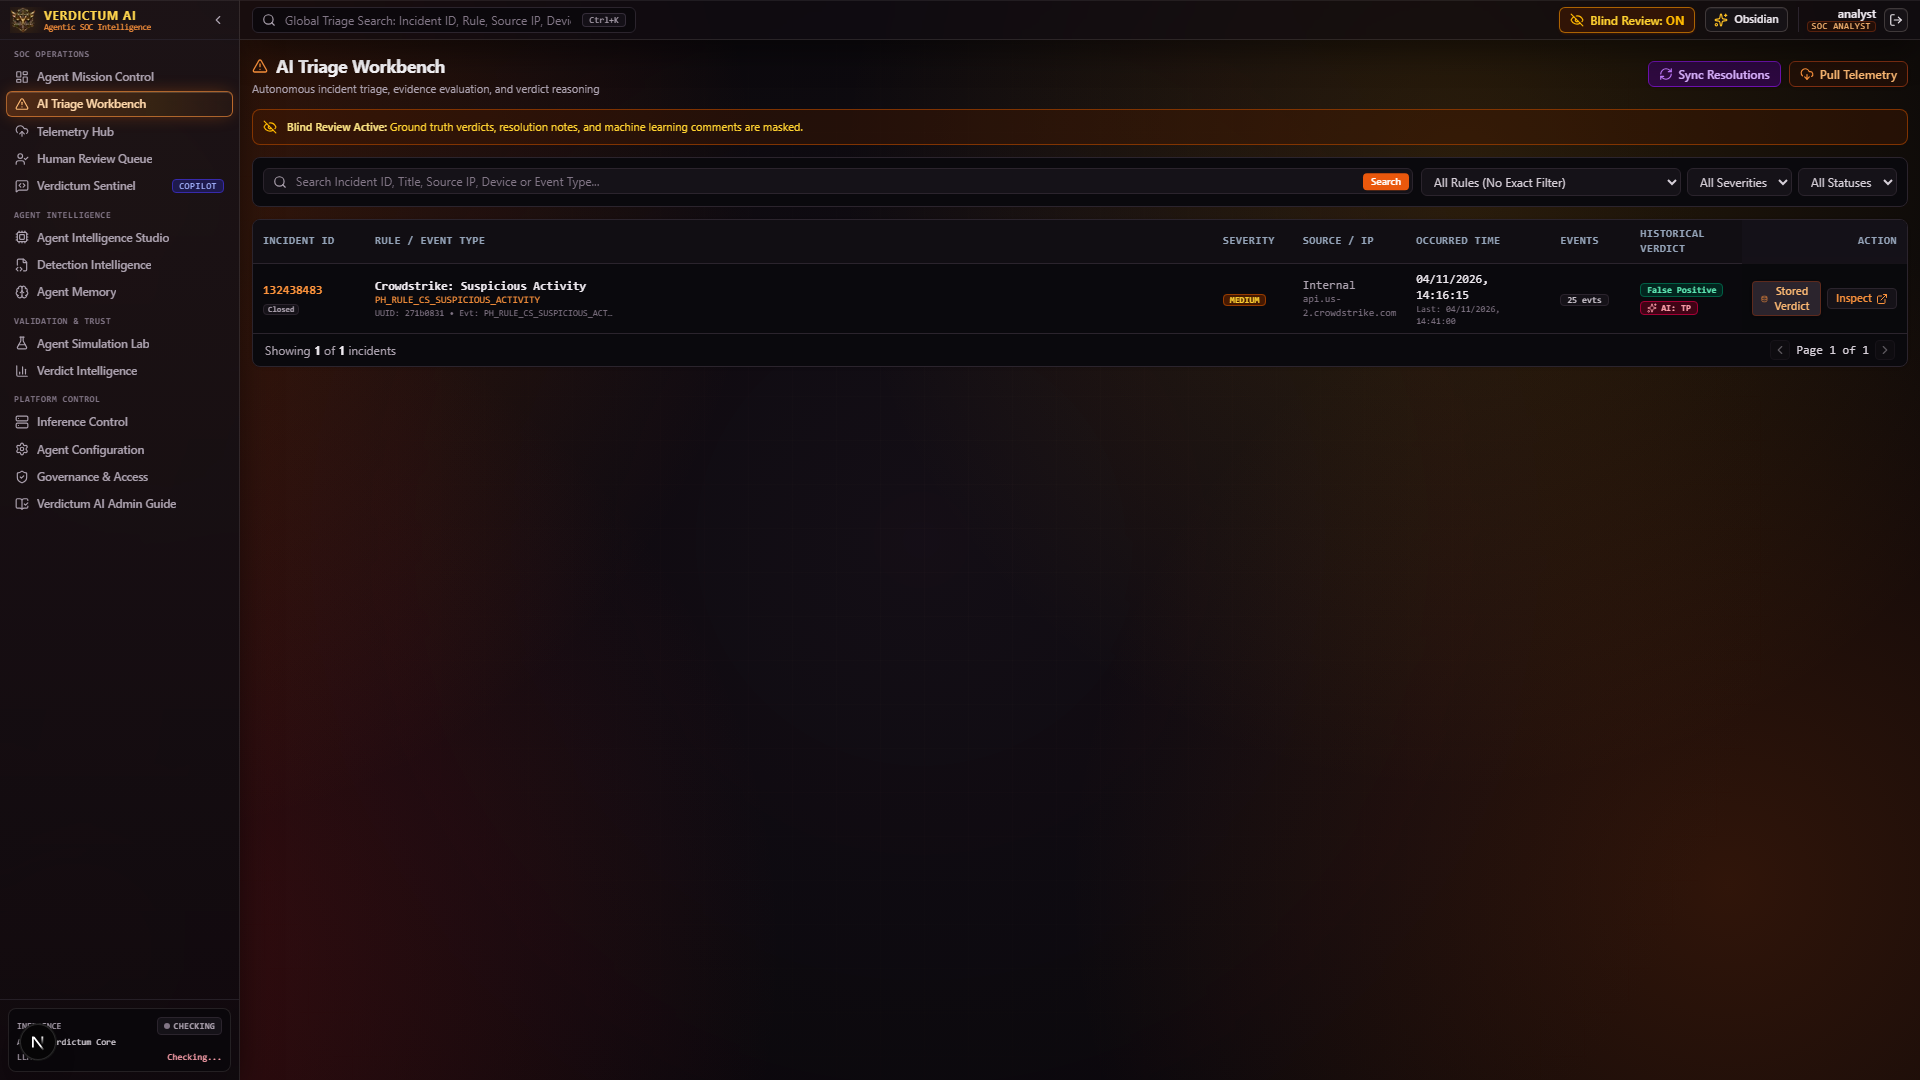 VERDICTUM AI
Agentic SOC Intelligence
Global Triage Search: Incident ID, Rule, Source IP, Devi
Ctrl+K
Blind Review: ON
Obsidian
analyst
SOC ANALYST
SOC OPERATIONS
Agent Mission Control
AI Triage Workbench
Telemetry Hub
Human Review Queue
Verdictum Sentinel
COPILOT
AGENT INTELLIGENCE
Agent Intelligence Studio
Detection Intelligence
Agent Memory
VALIDATION & TRUST
Agent Simulation Lab
Verdict Intelligence
PLATFORM CONTROL
Inference Control
Agent Configuration
Governance & Access
Verdictum AI Admin Guide
CHECKING
N
rdictum Core
Checking...
AI Triage Workbench
Autonomous incident triage, evidence evaluation, and verdict reasoning
Sync Resolutions
Pull Telemetry
Blind Review Active: Ground truth verdicts, resolution notes, and machine learning comments are masked.
Search Incident ID, Title, Source IP, Device or Event Type...
Search
All Rules (No Exact Filter)
All Severities
All Statuses
INCIDENT ID
RULE / EVENT TYPE
SEVERITY
SOURCE / IP
OCCURRED TIME
EVENTS
HISTORICAL
VERDICT
ACTION
132438483
Closed
Crowdstrike: Suspicious Activity
PH_RULE_CS_SUSPICIOUS_ACTIVITY
UUID: 271b0831 • Evt: PH_RULE_CS_SUSPICIOUS_ACT…
MEDIUM
Internal
api.us-
2.crowdstrike.com
04/11/2026,
14:16:15
Last: 04/11/2026,
14:41:00
25 evts
False Positive
AI: TP
Stored
Verdict
Inspect
Showing 1 of 1 incidents
Page 1 of 1